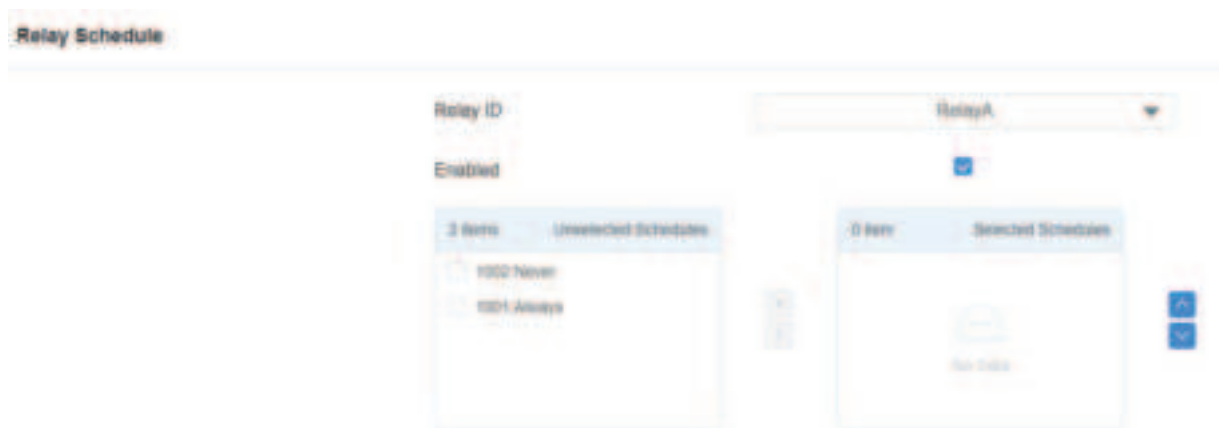 Relay Schedule
Relay ID
RelayA
Enabled
2 items Unselected Schedules
0 item Selected Schedules
1002:Never
1001:Always
No Data